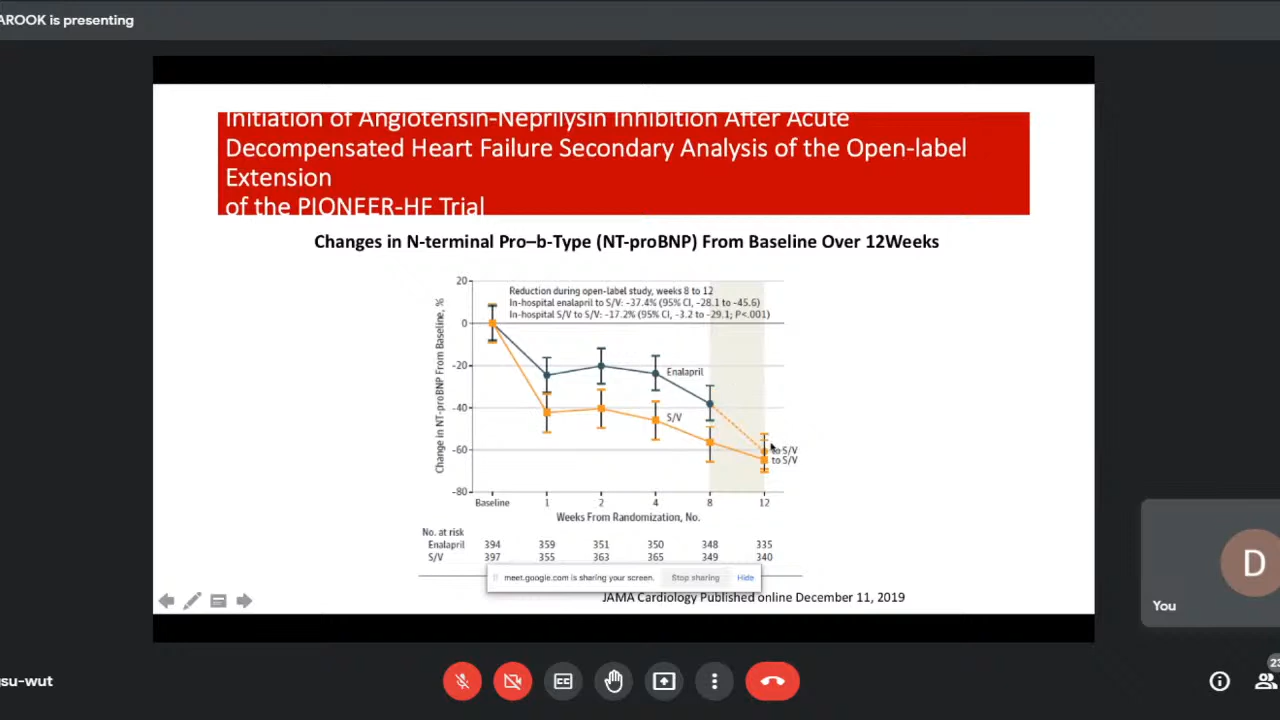 AROOK is presenting
Initiation of Angiotensin-Neprilysin Inhibition After Acute
Decompensated Heart Failure Secondary Analysis of the Open-label
Extension
of the PIONEER-HF Trial
Changes in N-terminal Pro–b-Type (NT-proBNP) From Baseline Over 12Weeks
Change in NT-proBNP From Baseline, %
20
0
-20
-40
-60
-80
Reduction during open-label study, weeks 8 to 12
In-hospital enalapril to S/V: -37.4% (95% CI, -28.1 to -45.6)
In-hospital S/V to S/V: -17.2% (95% CI, -3.2 to -29.1; P<.001)
Enalapril
S/V
to S/V
to S/V
Baseline 1 2 4 8 12
Weeks From Randomization, No.
No. at risk
Enalapril 394 359 351 350 348 335
S/V 397 355 363 365 349 340
meet.google.com is sharing your screen. Stop sharing Hide
JAMA Cardiology Published online December 11, 2019
D
You
gsu-wut
CC
23